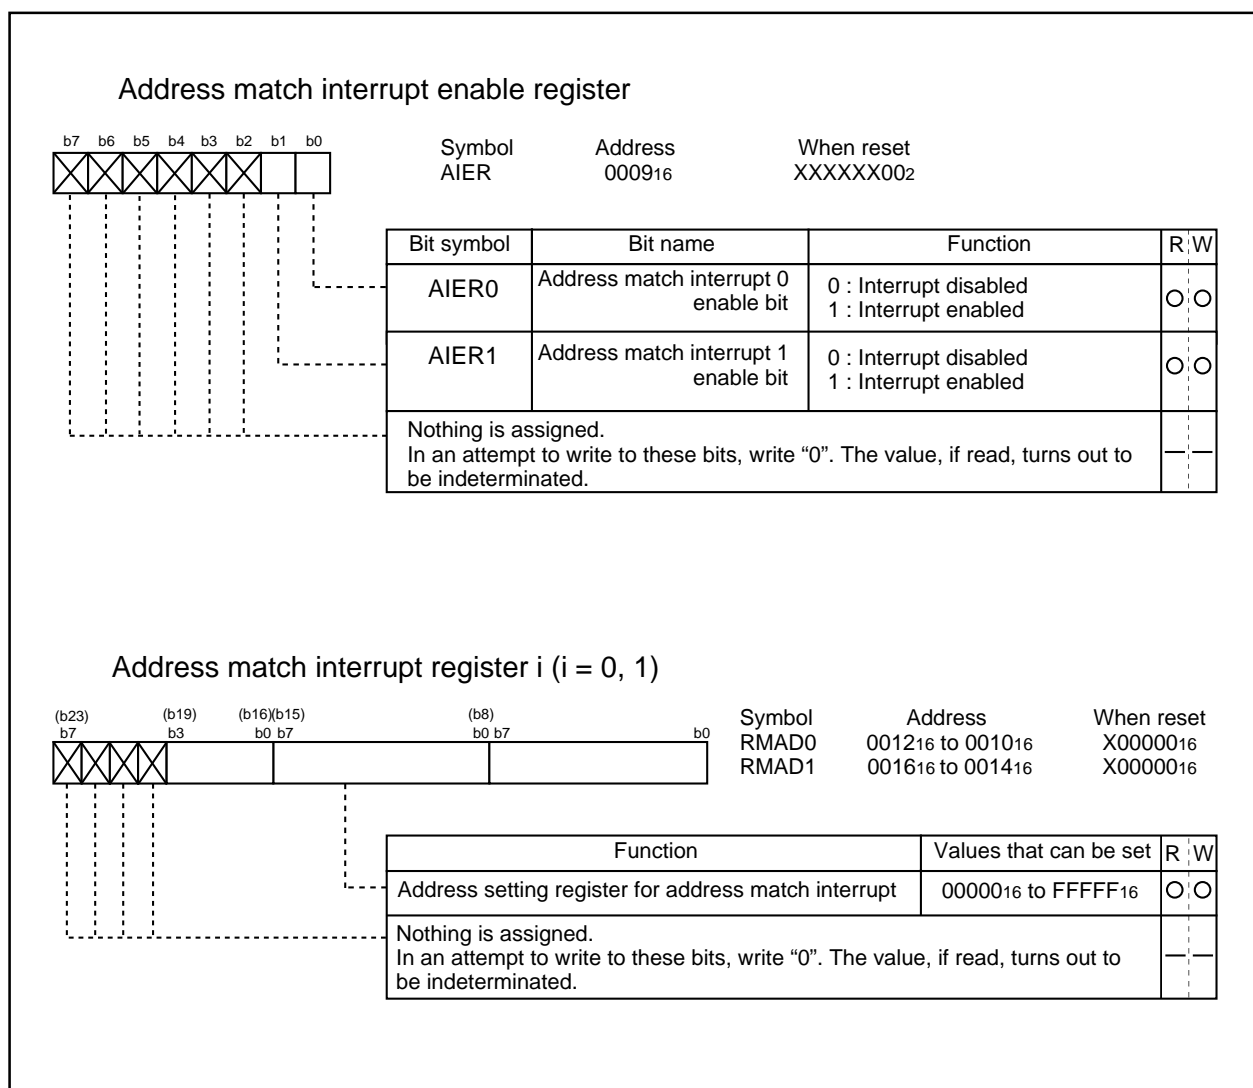 Address match interrupt enable register
b7 b6 b5 b4 b3 b2 b1 b0
Symbol Address When reset
AIER 000916 XXXXXX002
Bit symbol Bit name Function R W
AIER0 Address match interrupt 0 enable bit 0 : Interrupt disabled
1 : Interrupt enabled
AIER1 Address match interrupt 1 enable bit 0 : Interrupt disabled
1 : Interrupt enabled
Nothing is assigned.
In an attempt to write to these bits, write “0”. The value, if read, turns out to
be indeterminated.
Address match interrupt register i (i = 0, 1)
(b23) (b19) (b16)(b15) (b8)
b7 b3 b0 b7 b0 b7 b0
Symbol Address When reset
RMAD0 001216 to 001016 X0000016
RMAD1 001616 to 001416 X0000016
Function Values that can be set R W
Address setting register for address match interrupt 0000016 to FFFFF16
Nothing is assigned.
In an attempt to write to these bits, write “0”. The value, if read, turns out to
be indeterminated.